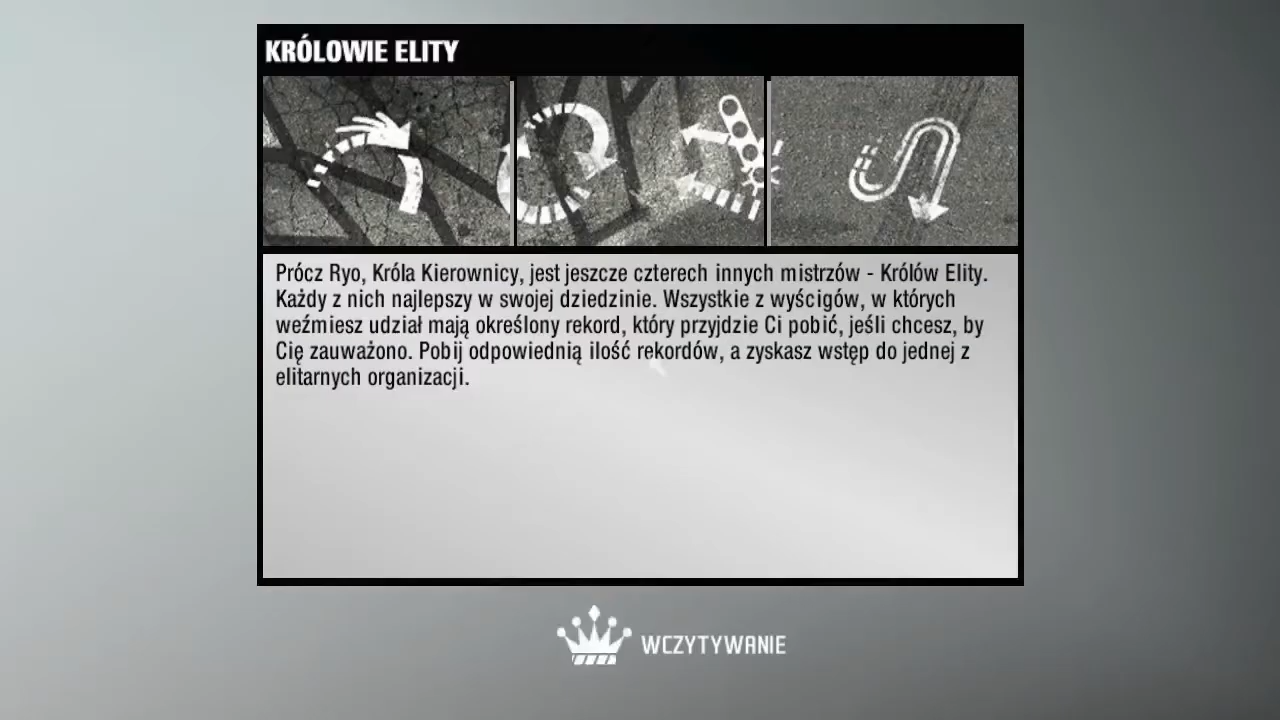 KRÓLOWIE ELITY
Prócz Ryo, Króla Kierownicy, jest jeszcze czterech innych mistrzów - Królów Elity.
Każdy z nich najlepszy w swojej dziedzinie. Wszystkie z wyścigów, w których
weźmiesz udział mają określony rekord, który przyjdzie Ci pobić, jeśli chcesz, by
Cię zauważono. Pobij odpowiednią ilość rekordów, a zyskasz wstęp do jednej z
elitarnych organizacji.
WCZYTYWANIE